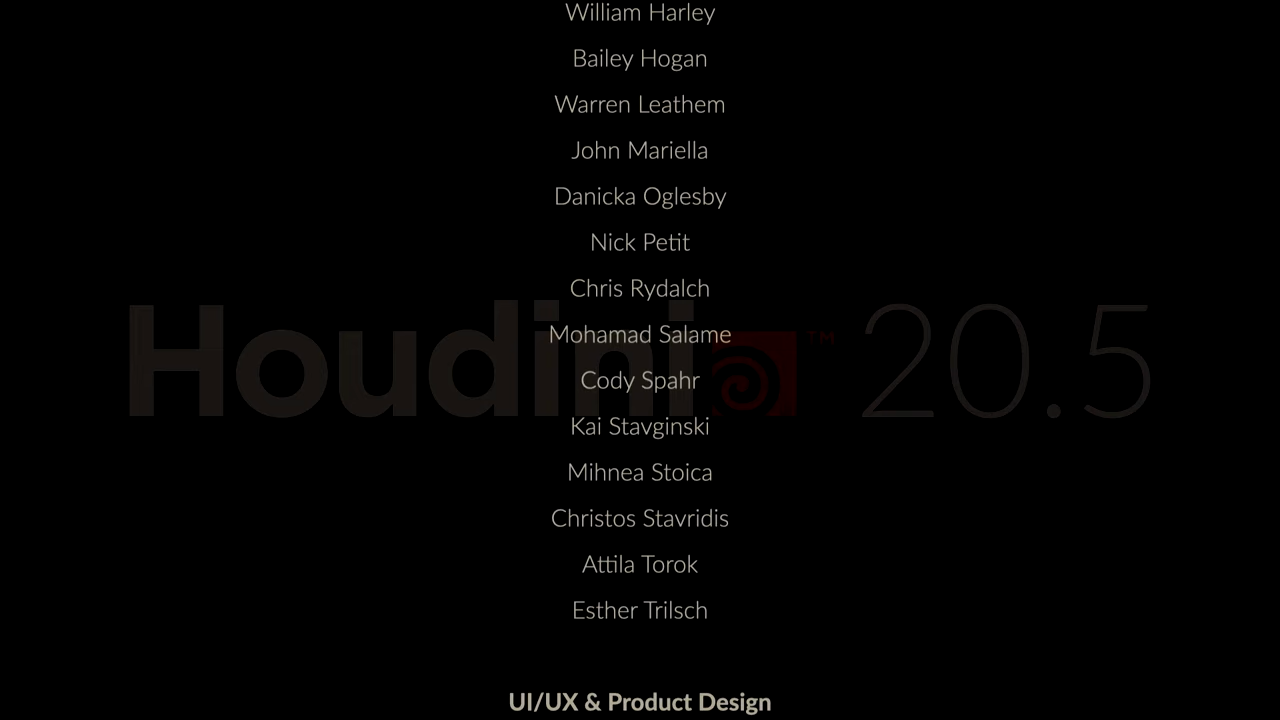 William Harley
Bailey Hogan
Warren Leathem
John Mariella
Danicka Oglesby
Nick Petit
Chris Rydalch
Mohamad Salame
Houdini™ 20.5
Cody Spahr
Kai Stavginski
Mihnea Stoica
Christos Stavridis
Attila Torok
Esther Trilsch
UI/UX & Product Design